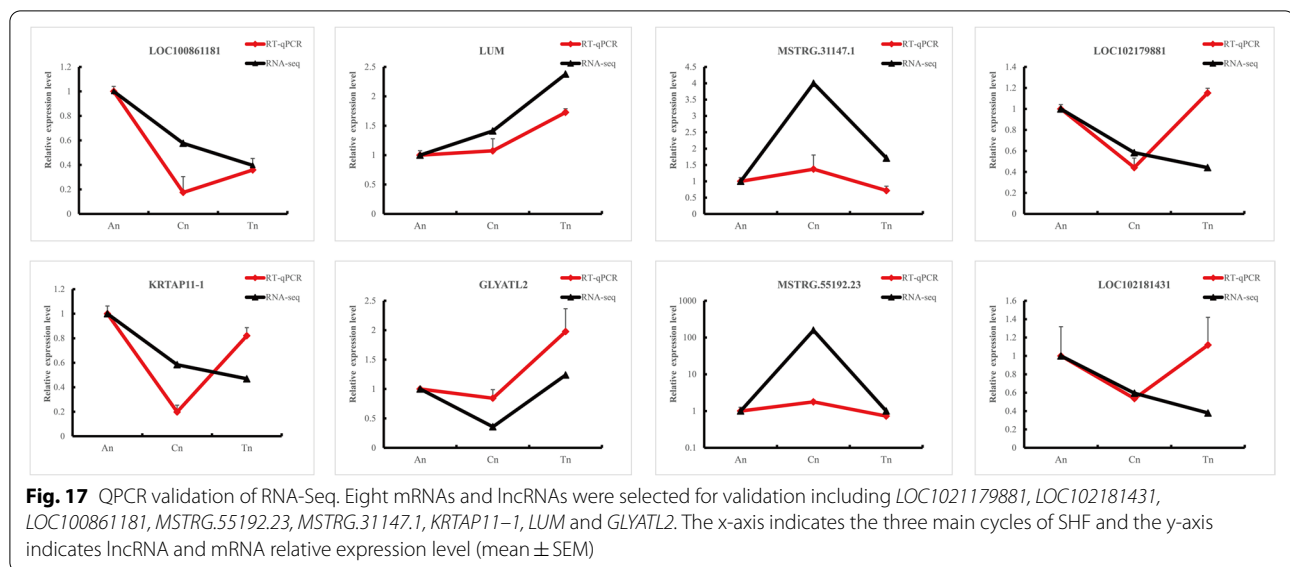 LOC100861181
RT-qPCR
RNA-seq
Relative expression level
1.2
1
0.8
0.6
0.4
0.2
0
An Cn Tn
LUM
RT-qPCR
RNA-seq
Relative expression level
2.5
2
1.5
1
0.5
0
An Cn Tn
MSTRG.31147.1
RT-qPCR
RNA-seq
Relative expression level
4.5
4
3.5
3
2.5
2
1.5
1
0.5
0
An Cn Tn
LOC102179881
RT-qPCR
RNA-seq
Relative expression level
1.4
1.2
1
0.8
0.6
0.4
0.2
0
An Cn Tn
KRTAP11-1
RT-qPCR
RNA-seq
Relative expression level
1.2
1
0.8
0.6
0.4
0.2
0
An Cn Tn
GLYATL2
RT-qPCR
RNA-seq
Relative expression level
2.5
2
1.5
1
0.5
0
An Cn Tn
MSTRG.55192.23
RT-qPCR
RNA-seq
Relative expression level
1000
100
10
1
0.1
An Cn Tn
LOC102181431
RT-qPCR
RNA-seq
Relative expression level
1.6
1.4
1.2
1
0.8
0.6
0.4
0.2
0
An Cn Tn
Fig. 17 QPCR validation of RNA-Seq. Eight mRNAs and lncRNAs were selected for validation including LOC1021179881, LOC102181431,
LOC100861181, MSTRG.55192.23, MSTRG.31147.1, KRTAP11–1, LUM and GLYATL2. The x-axis indicates the three main cycles of SHF and the y-axis
indicates lncRNA and mRNA relative expression level (mean ± SEM)